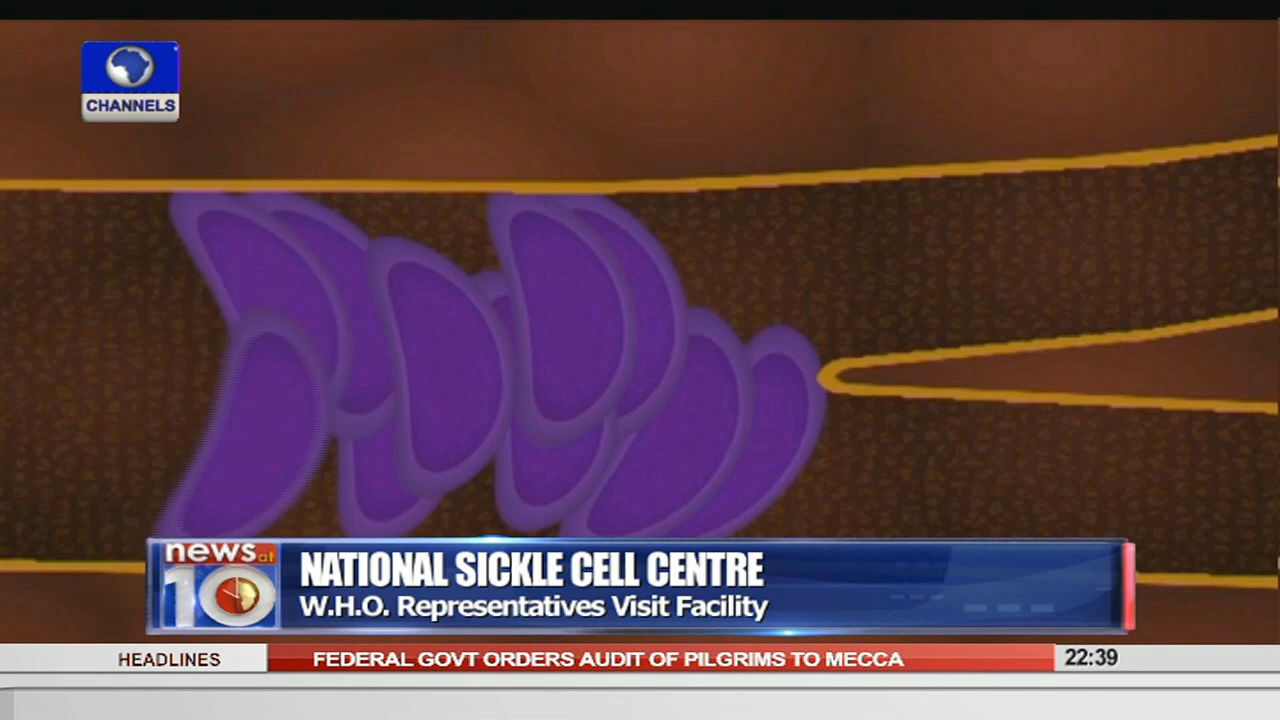 CHANNELS
news at
10
NATIONAL SICKLE CELL CENTRE
W.H.O. Representatives Visit Facility
HEADLINES
FEDERAL GOVT ORDERS AUDIT OF PILGRIMS TO MECCA
22:39